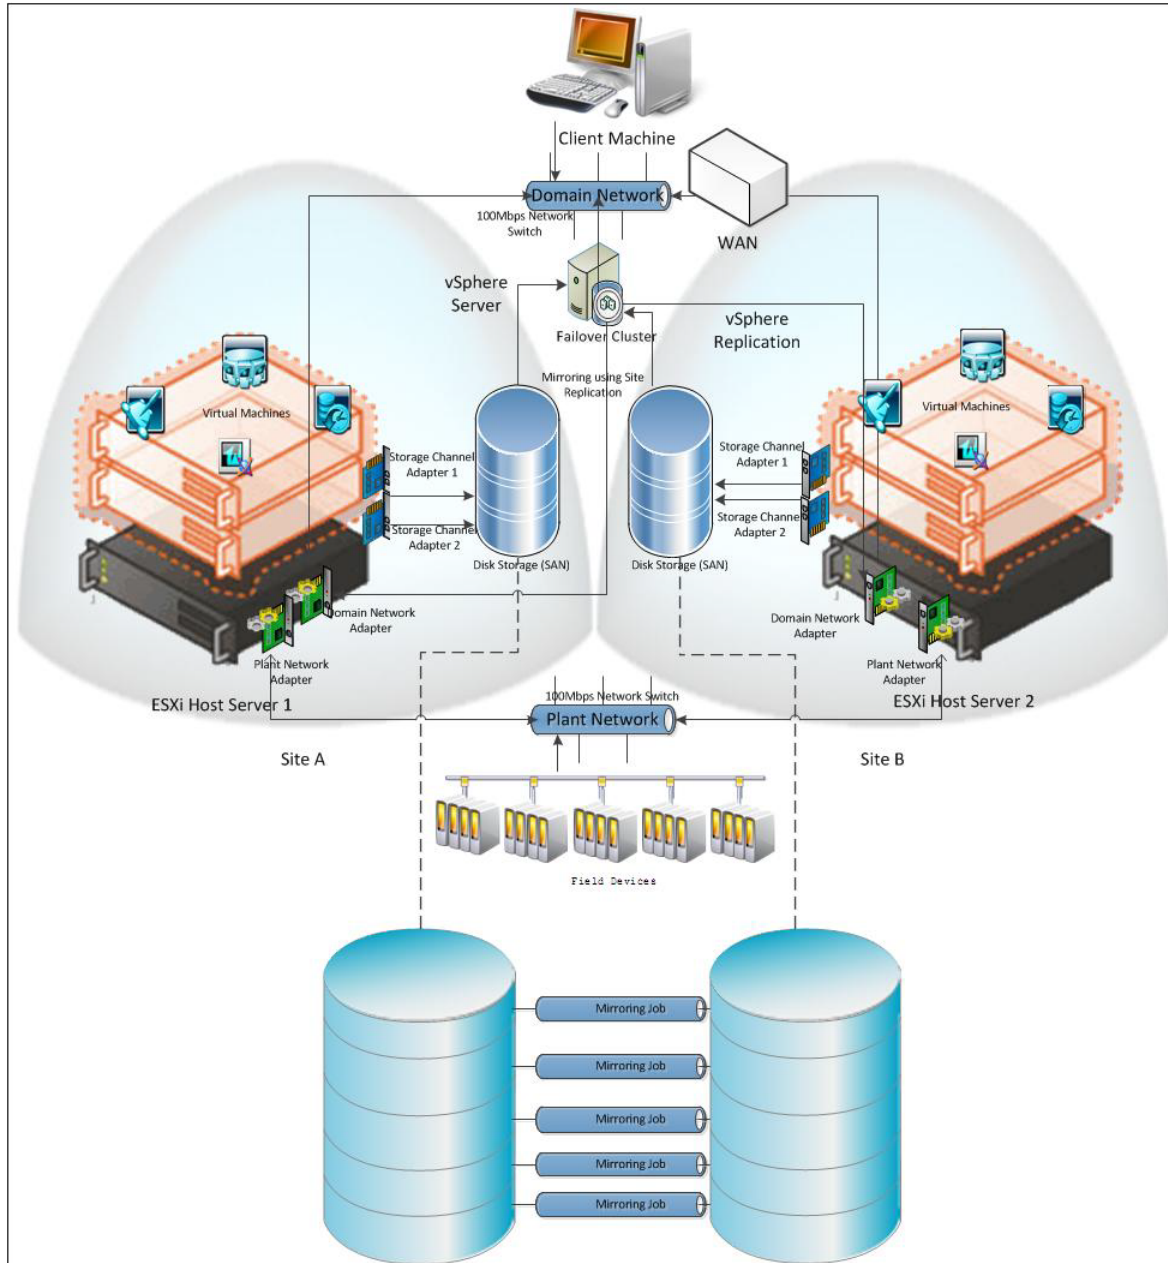 Client Machine
Domain Network
100Mbps Network
Switch
WAN
vSphere
Server
Failover Cluster
vSphere
Replication
Mirroring using Site
Replication
Virtual Machines
Virtual Machines
Storage Channel
Adapter 1
Storage Channel
Adapter 1
Storage Channel
Adapter 2
Storage Channel
Adapter 2
Disk Storage (SAN)
Disk Storage (SAN)
Domain Network
Adapter
Domain Network
Adapter
Plant Network
Adapter
Plant Network
Adapter
ESXi Host Server 1
ESXi Host Server 2
100Mbps Network Switch
Plant Network
Site A
Site B
Field Devices
Mirroring Job
Mirroring Job
Mirroring Job
Mirroring Job
Mirroring Job